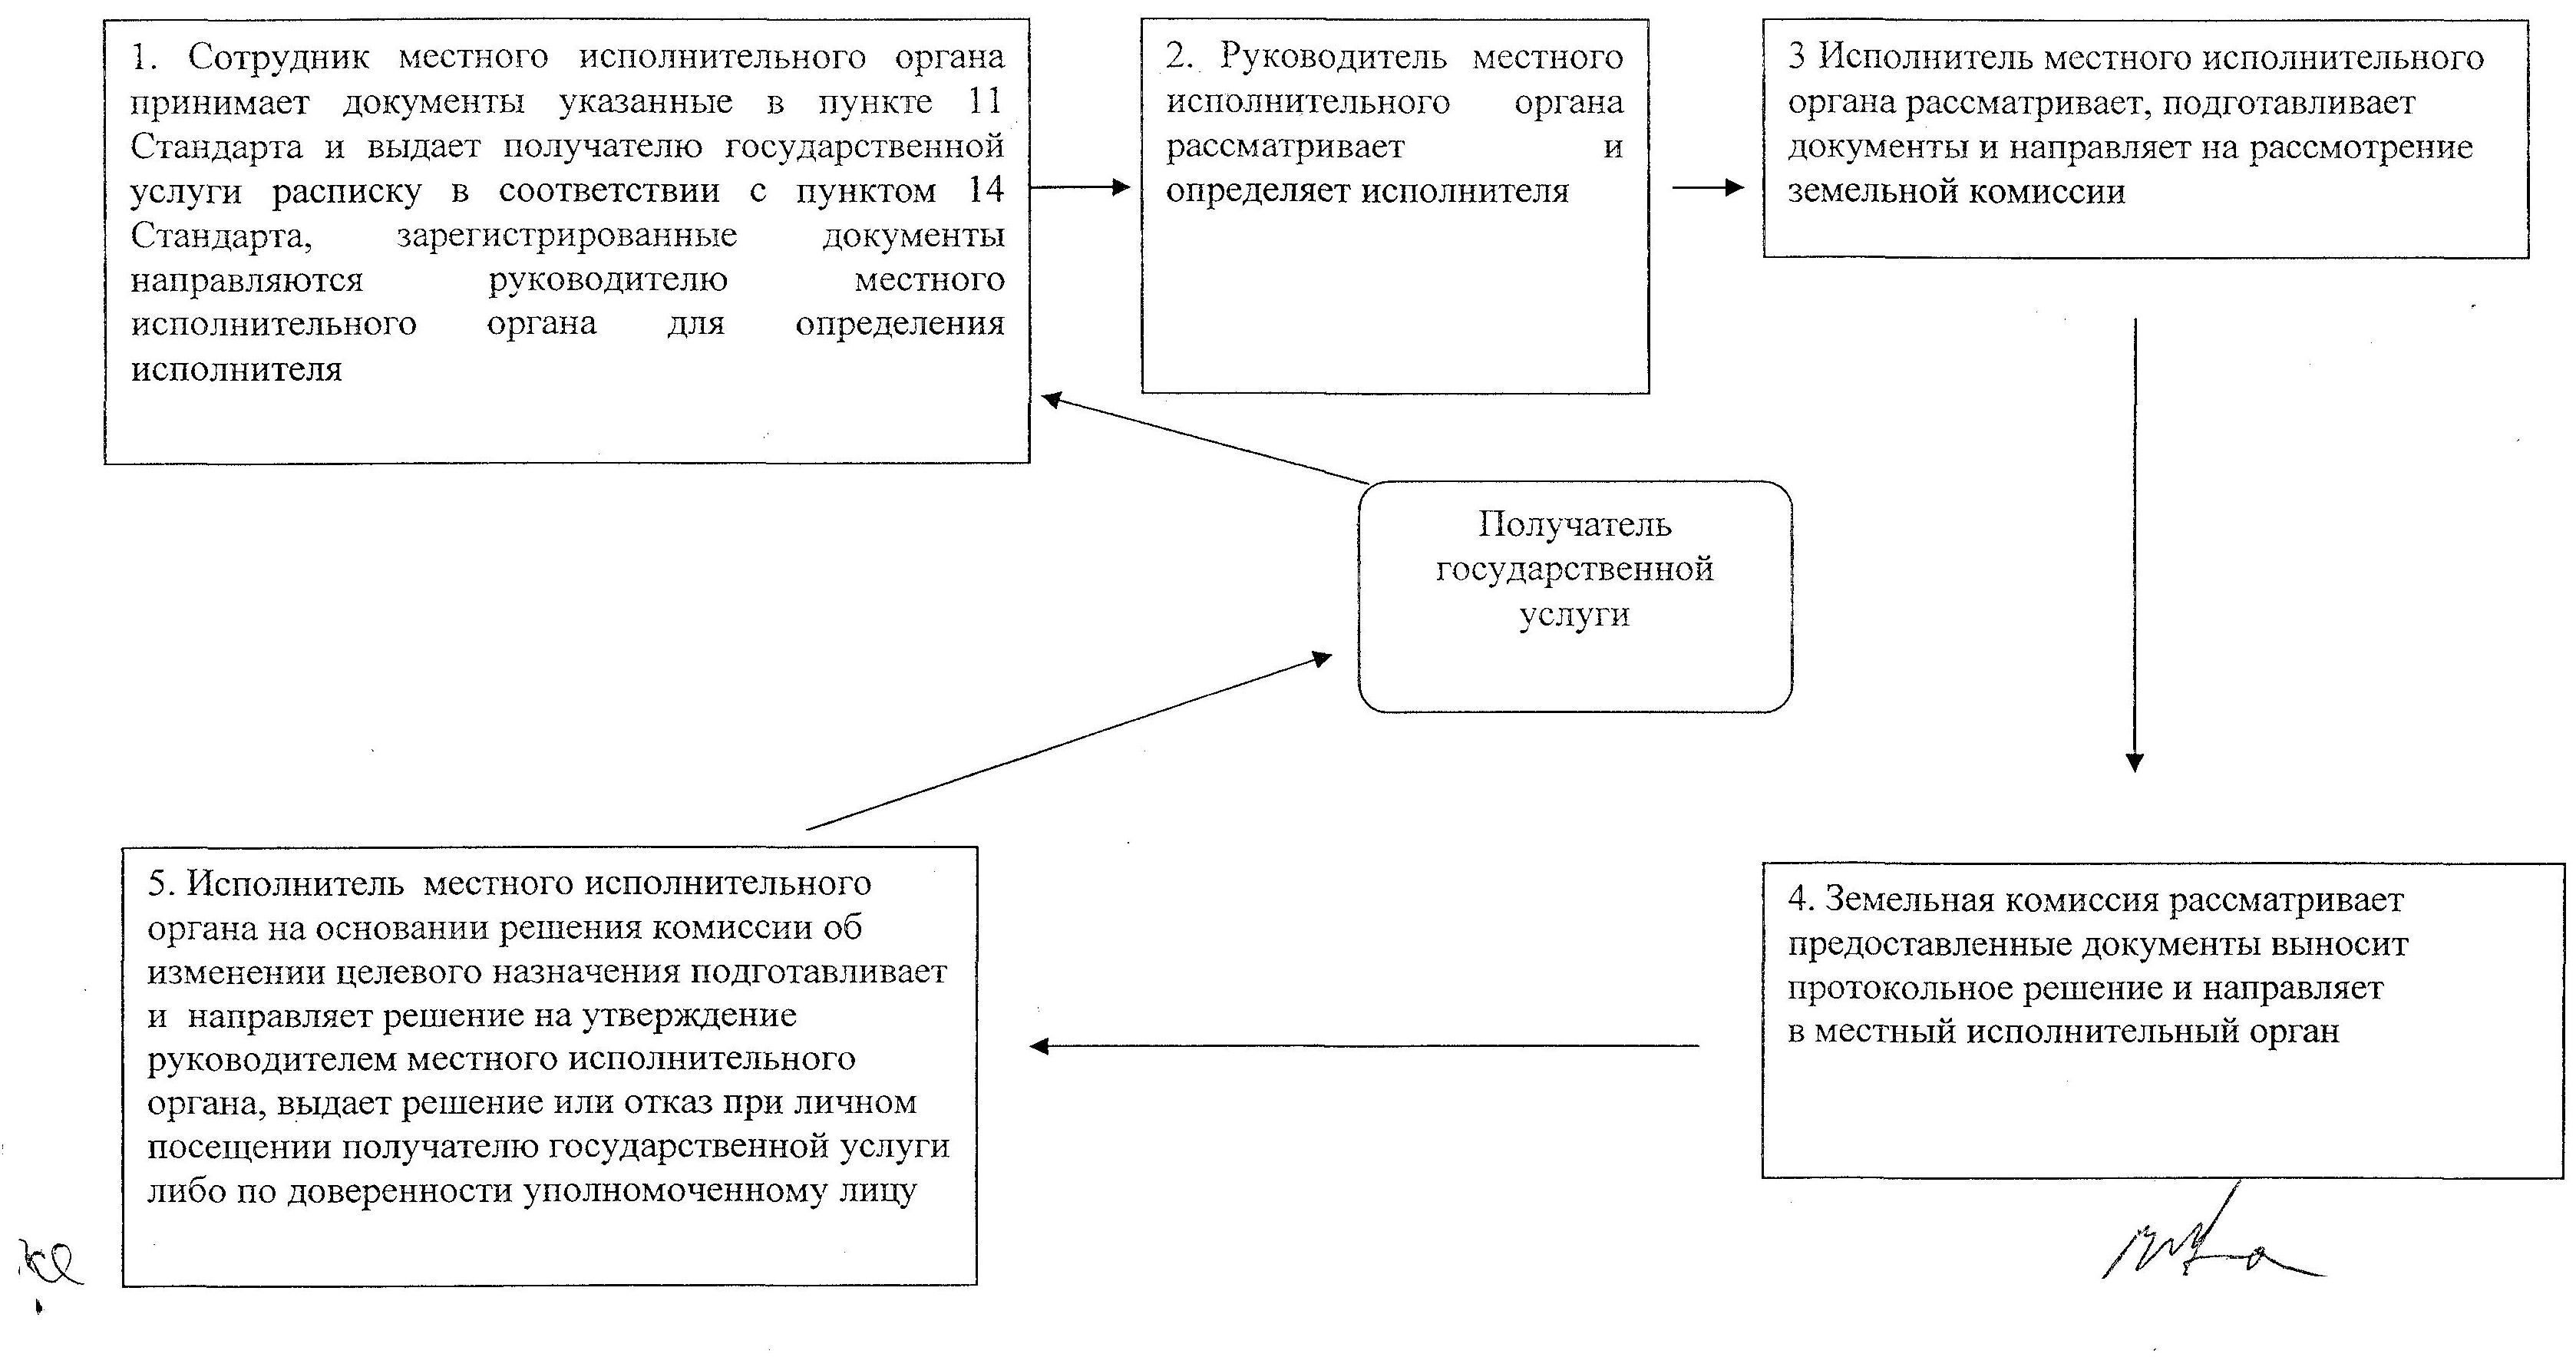 1. Сотрудник местного исполнительного органа
принимает документы указанные в пункте 11
Стандарта и выдает получателю государственной
услуги расписку в соответствии с пунктом 14
Стандарта, зарегистрированные документы
направляются руководителю местного
исполнительного органа для определения
исполнителя
2. Руководитель местного
исполнительного органа
рассматривает и
определяет исполнителя
3 Исполнитель местного исполнительного
органа рассматривает, подготавливает
документы и направляет на рассмотрение
земельной комиссии
Получатель
государственной
услуги
4. Земельная комиссия рассматривает
предоставленные документы выносит
протокольное решение и направляет
в местный исполнительный орган
5. Исполнитель местного исполнительного
органа на основании решения комиссии об
изменении целевого назначения подготавливает
и направляет решение на утверждение
руководителем местного исполнительного
органа, выдает решение или отказ при личном
посещении получателю государственной услуги
либо по доверенности уполномоченному лицу